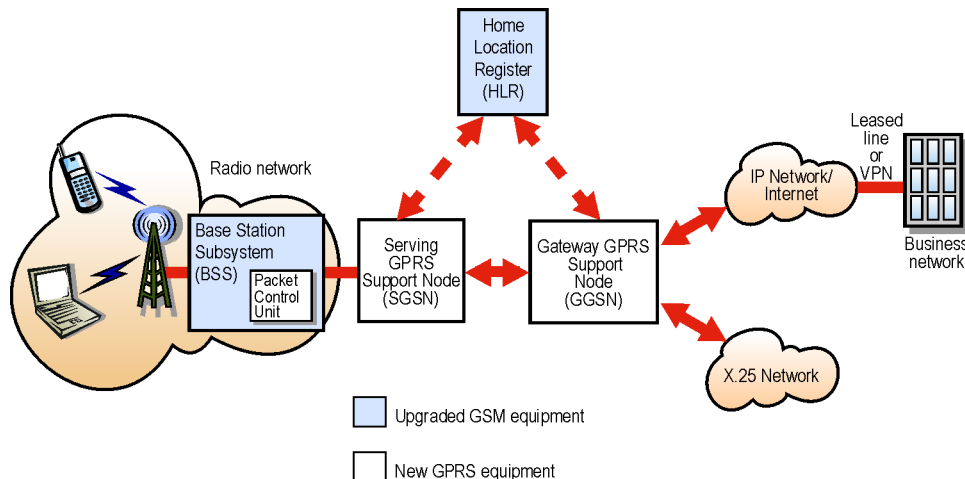 Home
Location
Register
(HLR)
Leased
line or
VPN
Radio network
IP Network/
Internet
Base Station
Subsystem
(BSS)
Packet
Control
Unit
Serving
GPRS
Support Node
(SGSN)
Gateway GPRS
Support
Node
(GGSN)
Business
network
X.25 Network
Upgraded GSM equipment
New GPRS equipment